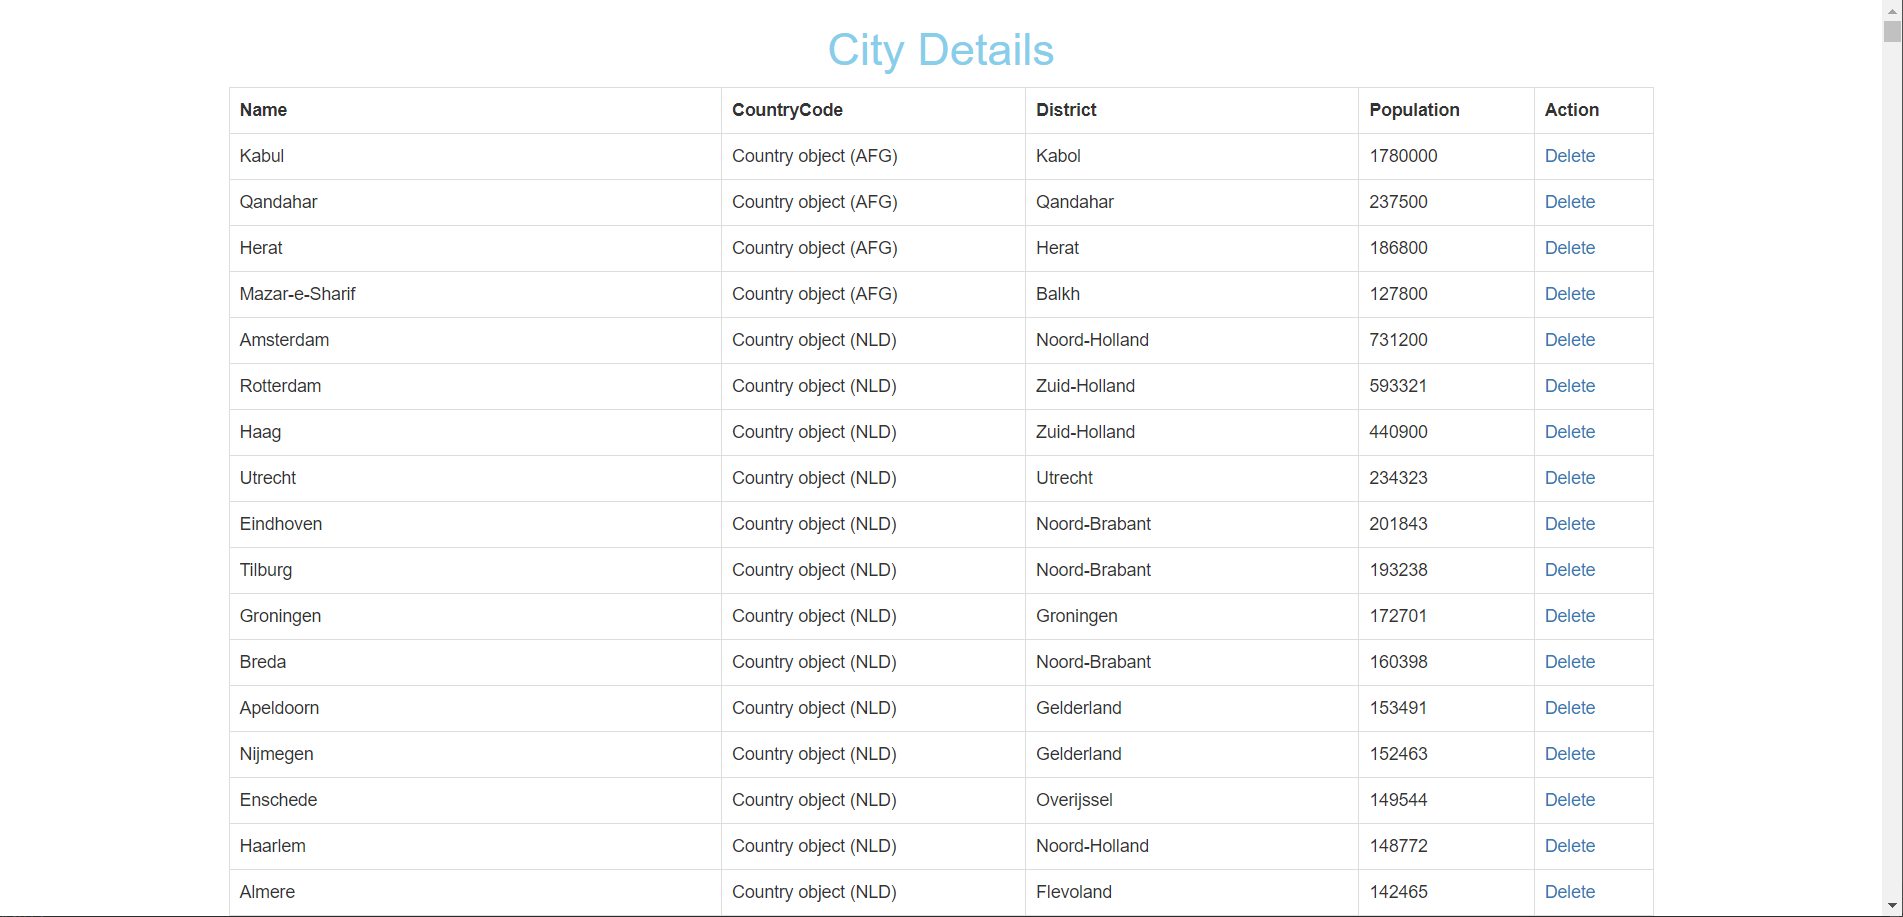 City Details
Name CountryCode District Population Action
Kabul Country object (AFG) Kabol 1780000 Delete
Qandahar Country object (AFG) Qandahar 237500 Delete
Herat Country object (AFG) Herat 186800 Delete
Mazar-e-Sharif Country object (AFG) Balkh 127800 Delete
Amsterdam Country object (NLD) Noord-Holland 731200 Delete
Rotterdam Country object (NLD) Zuid-Holland 593321 Delete
Haag Country object (NLD) Zuid-Holland 440900 Delete
Utrecht Country object (NLD) Utrecht 234323 Delete
Eindhoven Country object (NLD) Noord-Brabant 201843 Delete
Tilburg Country object (NLD) Noord-Brabant 193238 Delete
Groningen Country object (NLD) Groningen 172701 Delete
Breda Country object (NLD) Noord-Brabant 160398 Delete
Apeldoorn Country object (NLD) Gelderland 153491 Delete
Nijmegen Country object (NLD) Gelderland 152463 Delete
Enschede Country object (NLD) Overijssel 149544 Delete
Haarlem Country object (NLD) Noord-Holland 148772 Delete
Almere Country object (NLD) Flevoland 142465 Delete